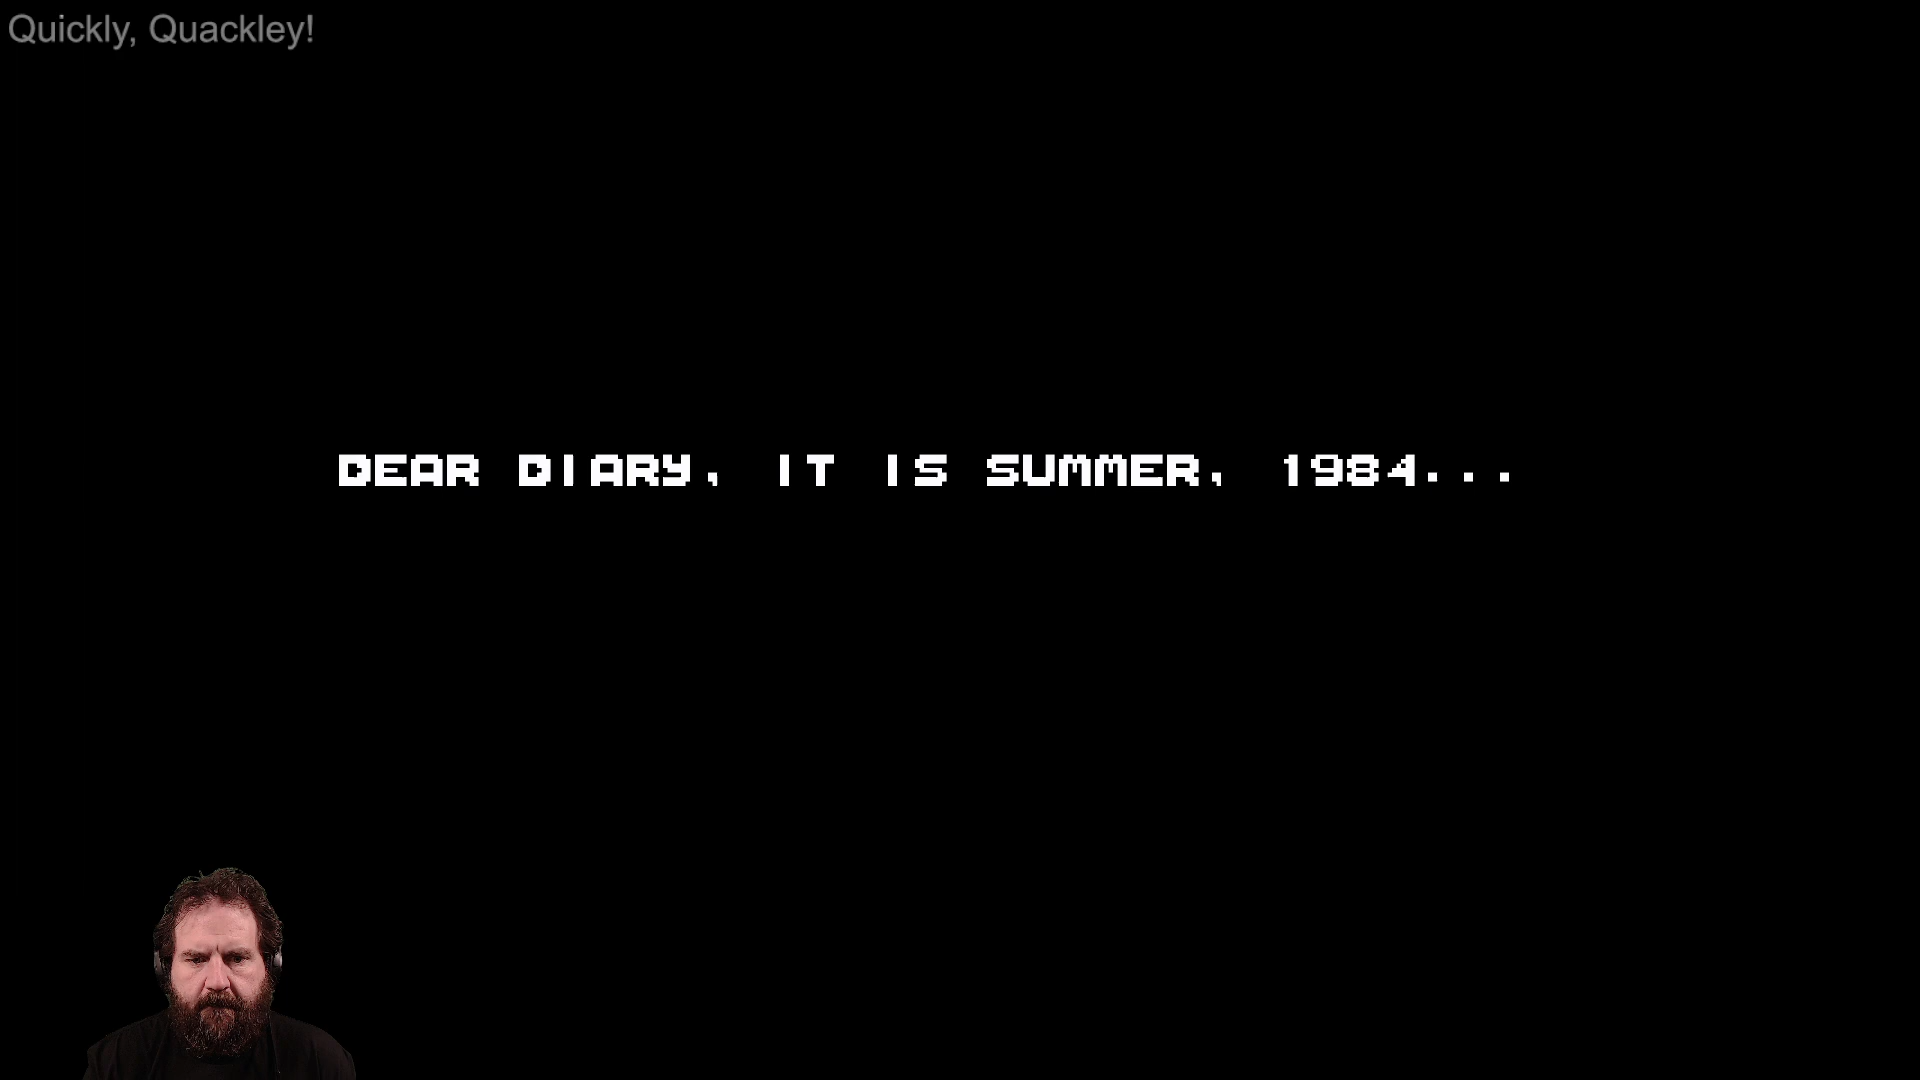 Quickly, Quackley!
DEAR DIARY, IT IS SUMMER, 1984...